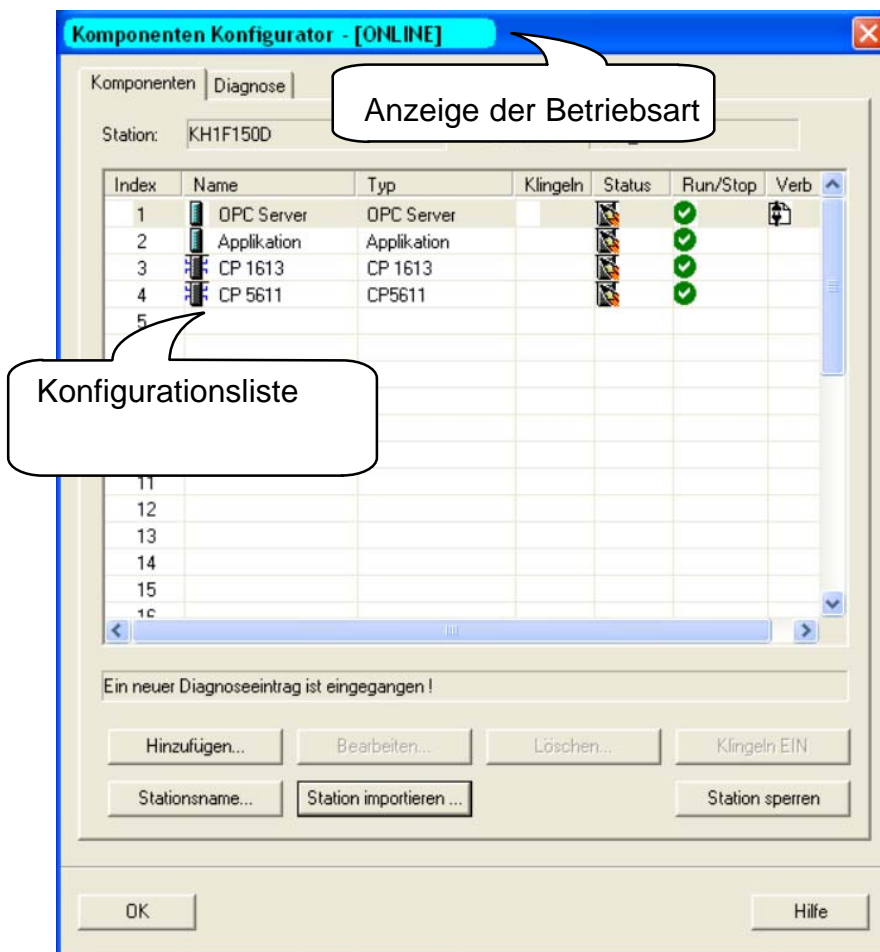 Komponenten Konfigurator - [ONLINE]
Anzeige der Betriebsart
Komponenten Diagnose
Station: KH1F150D
Index Name Typ Klingeln Status Run/Stop Verb
1 OPC Server OPC Server
2 Applikation Applikation
3 CP 1613 CP 1613
4 CP 5611 CP5611
5
Konfigurationsliste
11
12
13
14
15
16
Ein neuer Diagnoseeintrag ist eingegangen !
Hinzufügen... Bearbeiten... Löschen... Klingeln EIN
Stationsname... Station importieren ... Station sperren
OK Hilfe